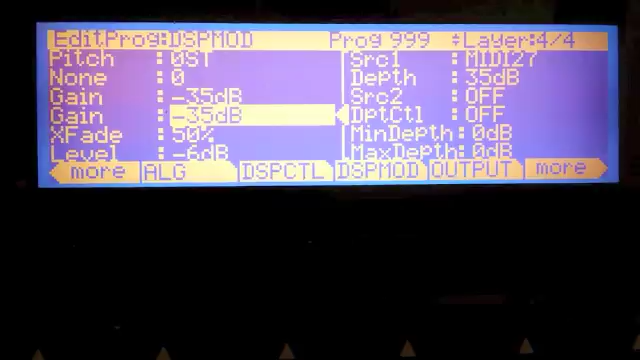 EditProg:DSPMOD Prog 999 Layer:4/4
Pitch :0ST Src1 :MIDI27
None :0 Depth :35dB
Gain :-35dB Src2 :OFF
Gain :-35dB DptCtl :OFF
XFade :50% MinDepth:0dB
Level :-6dB MaxDepth:0dB
more ALG DSPCTL DSPMOD OUTPUT more